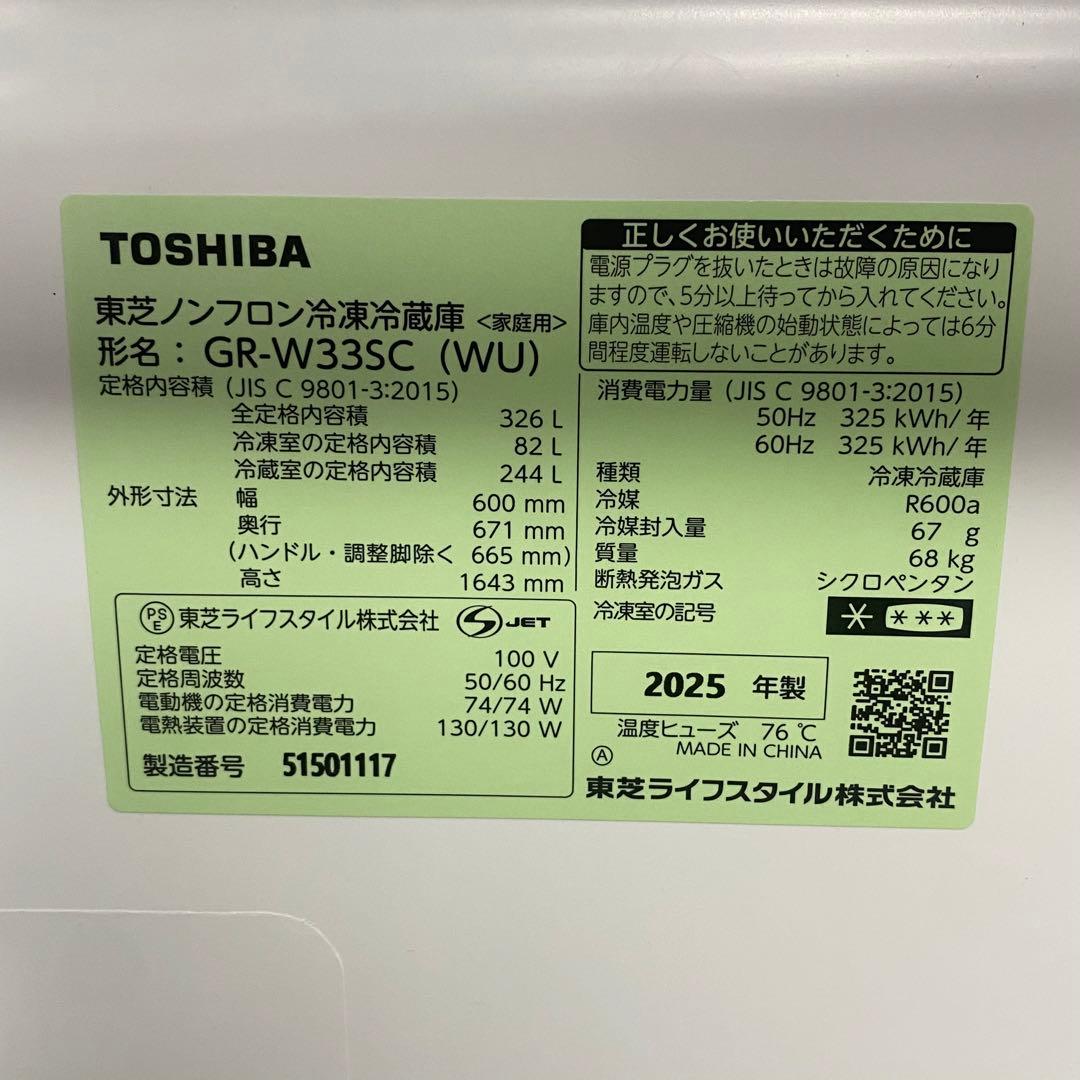 TOSHIBA
東芝ノンフロン冷凍冷蔵庫 <家庭用>
形名： GR-W33SC (WU)
定格内容積 (JIS C 9801-3:2015)
全定格内容積 326 L
冷凍室の定格内容積 82 L
冷蔵室の定格内容積 244 L
外形寸法 幅 600 mm
奥行 671 mm
(ハンドル・調整脚除く 665 mm)
高さ 1643 mm
PS E 東芝ライフスタイル株式会社 S JET
定格電圧 100 V
定格周波数 50/60 Hz
電動機の定格消費電力 74/74 W
電熱装置の定格消費電力 130/130 W
製造番号 51501117
正しくお使いいただくために
電源プラグを抜いたときは故障の原因になり
ますので、5分以上待ってから入れてください。
庫内温度や圧縮機の始動状態によっては6分
間程度運転しないことがあります。
消費電力量 (JIS C 9801-3:2015)
50Hz 325 kWh/年
60Hz 325 kWh/年
種類 冷凍冷蔵庫
冷媒 R600a
冷媒封入量 67 g
質量 68 kg
断熱発泡ガス シクロペンタン
冷凍室の記号
2025 年製
温度ヒューズ 76 ℃
Ⓐ MADE IN CHINA
東芝ライフスタイル株式会社